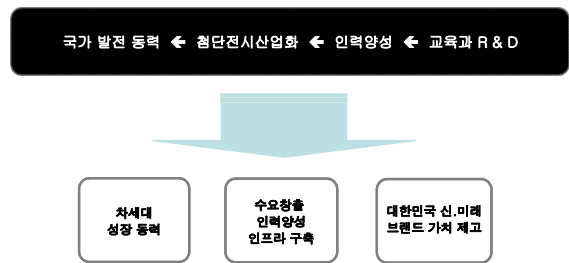 국가 발전 동력 ← 첨단전시산업화 ← 인력양성 ← 교육과 R & D
차세대
성장 동력
수요창출
인력양성
인프라 구축
대한민국 신.미래
브랜드 가치 제고